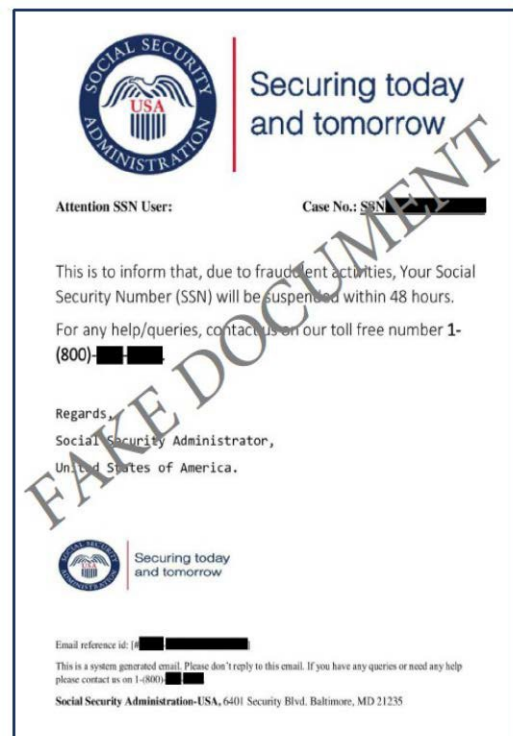 SOCIAL SECURITY ADMINISTRATION
USA
Securing today
and tomorrow
Attention SSN User: Case No.: SSN
This is to inform that, due to fraudulent activities, Your Social
Security Number (SSN) will be suspended within 48 hours.
For any help/queries, contact us on our toll free number 1-
(800)- - .
Regards,
Social Security Administrator,
United States of America.
FAKE DOCUMENT
SOCIAL SECURITY ADMINISTRATION
USA
Securing today
and tomorrow
Email reference id: [# ]
This is a system generated email. Please don't reply to this email. If you have any queries or need any help
please contact us on 1-(800)- -
Social Security Administration-USA, 6401 Security Blvd. Baltimore, MD 21235